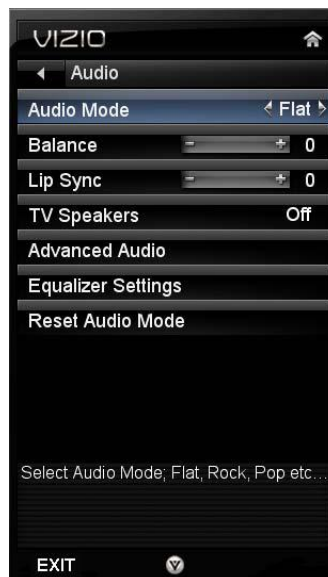 VIZIO
Audio
Audio Mode Flat
Balance - + 0
Lip Sync - + 0
TV Speakers Off
Advanced Audio
Equalizer Settings
Reset Audio Mode
Select Audio Mode; Flat, Rock, Pop etc...
EXIT V